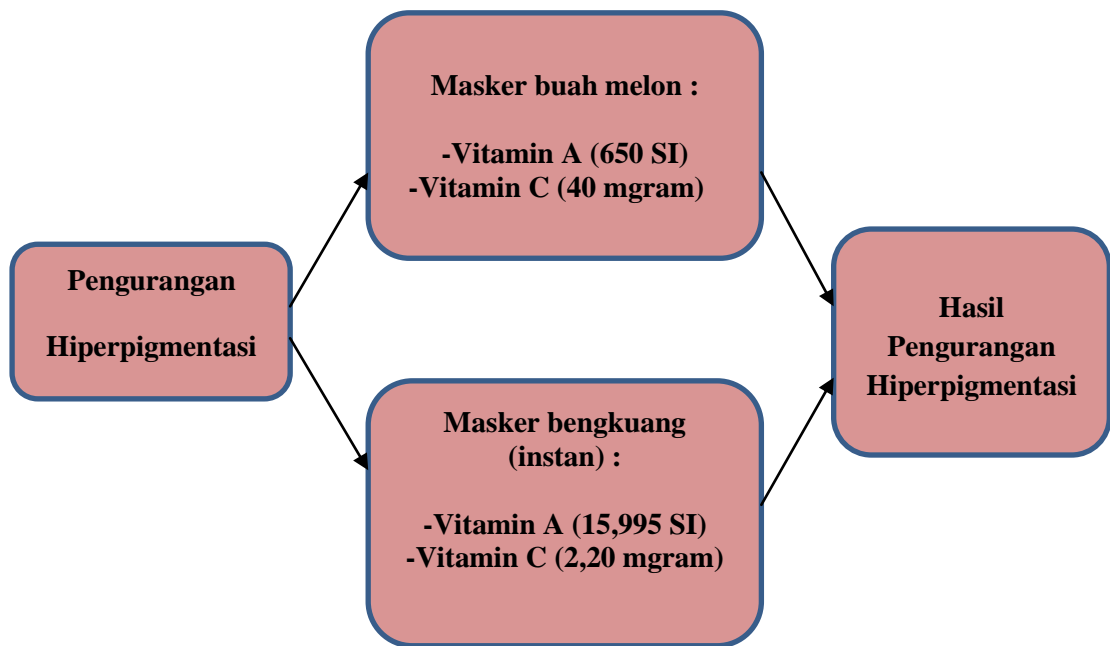 Pengurangan
Hiperpigmentasi
Masker buah melon :
-Vitamin A (650 SI)
-Vitamin C (40 mgram)
Masker bengkuang
(instan) :
-Vitamin A (15,995 SI)
-Vitamin C (2,20 mgram)
Hasil
Pengurangan
Hiperpigmentasi